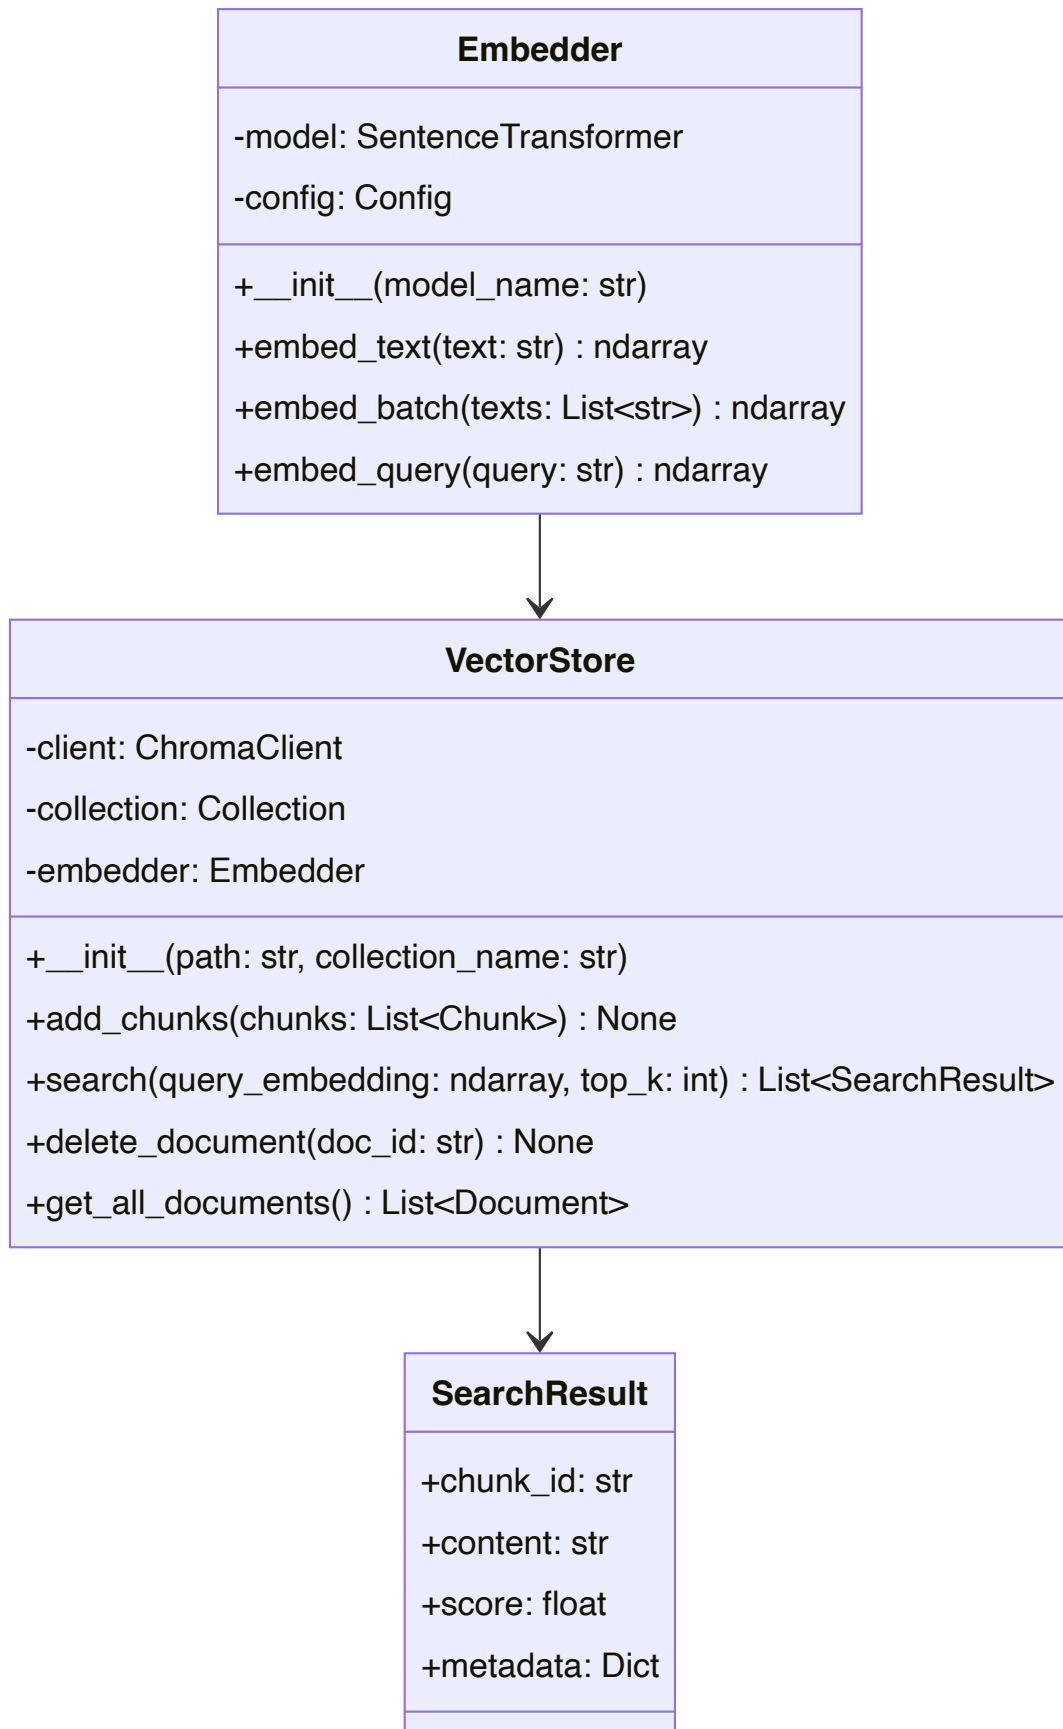 Embedder
-model: SentenceTransformer
-config: Config
+__init__(model_name: str)
+embed_text(text: str) : ndarray
+embed_batch(texts: List<str>) : ndarray
+embed_query(query: str) : ndarray
VectorStore
-client: ChromaClient
-collection: Collection
-embedder: Embedder
+__init__(path: str, collection_name: str)
+add_chunks(chunks: List<Chunk>) : None
+search(query_embedding: ndarray, top_k: int) : List<SearchResult>
+delete_document(doc_id: str) : None
+get_all_documents() : List<Document>
SearchResult
+chunk_id: str
+content: str
+score: float
+metadata: Dict